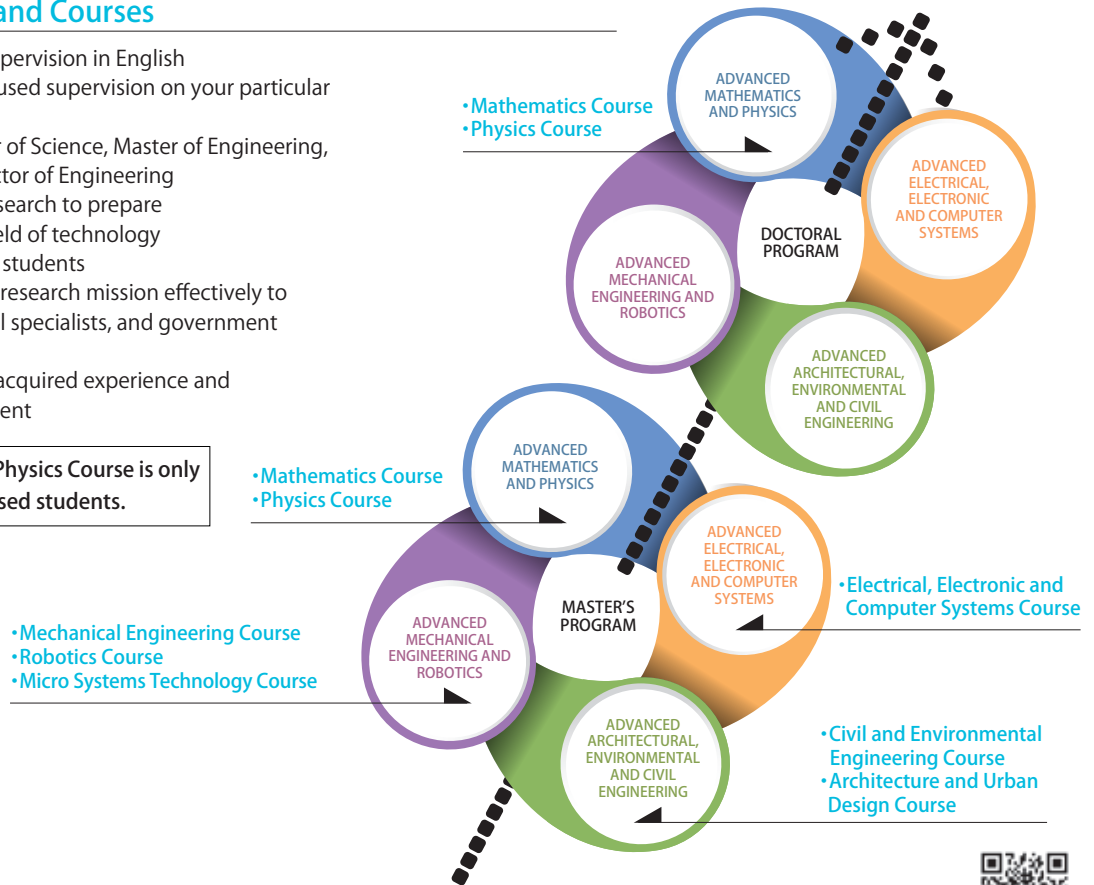 and Courses
pervision in English
used supervision on your particular
r of Science, Master of Engineering,
ctor of Engineering
search to prepare
eld of technology
students
research mission effectively to
l specialists, and government
acquired experience and
ent
Physics Course is only
sed students.
•Mathematics Course
•Physics Course
ADVANCED
MATHEMATICS
AND PHYSICS
ADVANCED
ELECTRICAL,
ELECTRONIC
AND COMPUTER
SYSTEMS
DOCTORAL
PROGRAM
ADVANCED
MECHANICAL
ENGINEERING AND
ROBOTICS
ADVANCED
ARCHITECTURAL,
ENVIRONMENTAL
AND CIVIL
ENGINEERING
•Mathematics Course
•Physics Course
ADVANCED
MATHEMATICS
AND PHYSICS
ADVANCED
ELECTRICAL,
ELECTRONIC
AND COMPUTER
SYSTEMS
•Electrical, Electronic and
Computer Systems Course
MASTER'S
PROGRAM
•Mechanical Engineering Course
•Robotics Course
•Micro Systems Technology Course
ADVANCED
MECHANICAL
ENGINEERING AND
ROBOTICS
ADVANCED
ARCHITECTURAL,
ENVIRONMENTAL
AND CIVIL
ENGINEERING
•Civil and Environmental
Engineering Course
•Architecture and Urban
Design Course